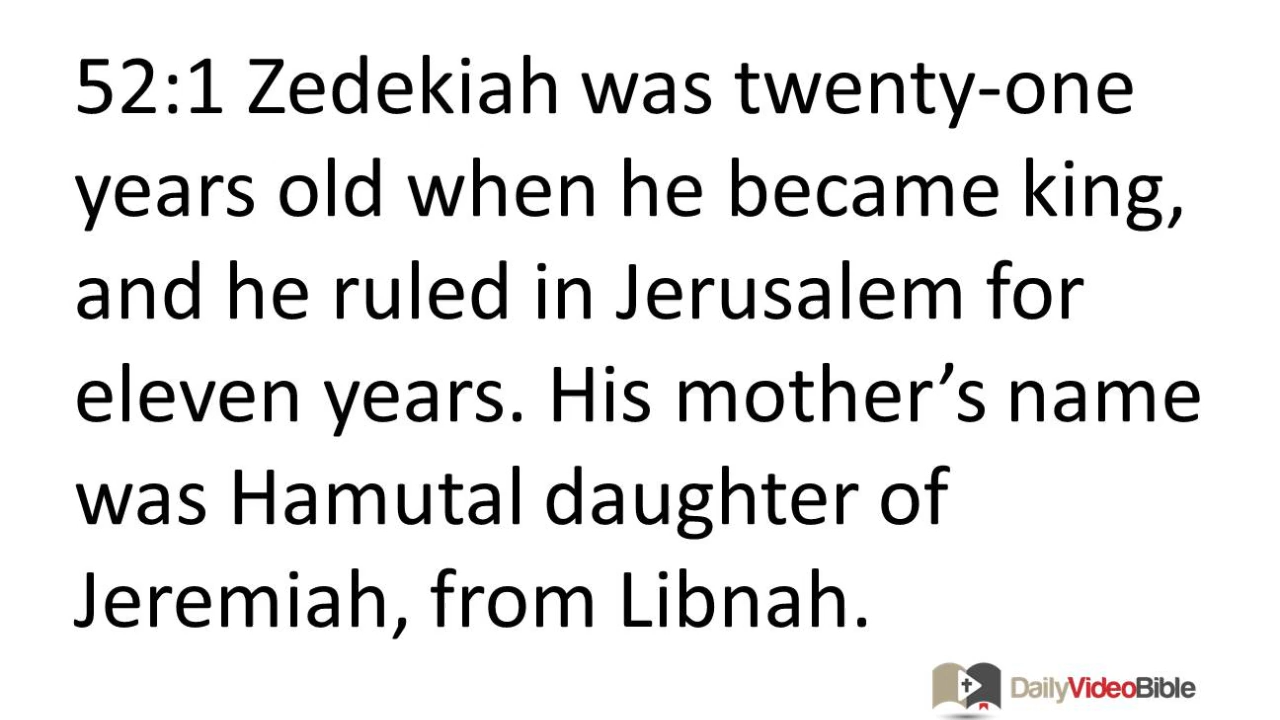 52:1 Zedekiah was twenty-one
years old when he became king,
and he ruled in Jerusalem for
eleven years. His mother’s name
was Hamutal daughter of
Jeremiah, from Libnah.
DailyVideoBible